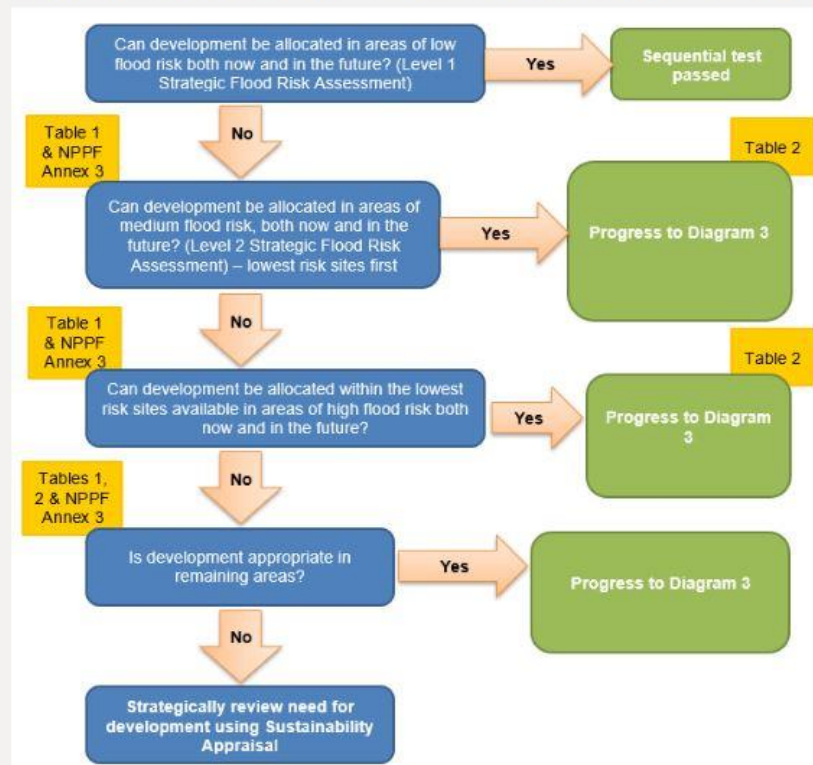 Can development be allocated in areas of low
flood risk both now and in the future? (Level 1
Strategic Flood Risk Assessment)
Yes
Sequential test
passed
No
Table 1
& NPPF
Annex 3
Table 2
Can development be allocated in areas of
medium flood risk, both now and in the
future? (Level 2 Strategic Flood Risk
Assessment) – lowest risk sites first
Yes
Progress to Diagram 3
No
Table 1
& NPPF
Annex 3
Table 2
Can development be allocated within the lowest
risk sites available in areas of high flood risk both
now and in the future?
Yes
Progress to Diagram
3
No
Tables 1,
2 & NPPF
Annex 3
Is development appropriate in
remaining areas?
Yes
Progress to Diagram 3
No
Strategically review need for
development using Sustainability
Appraisal